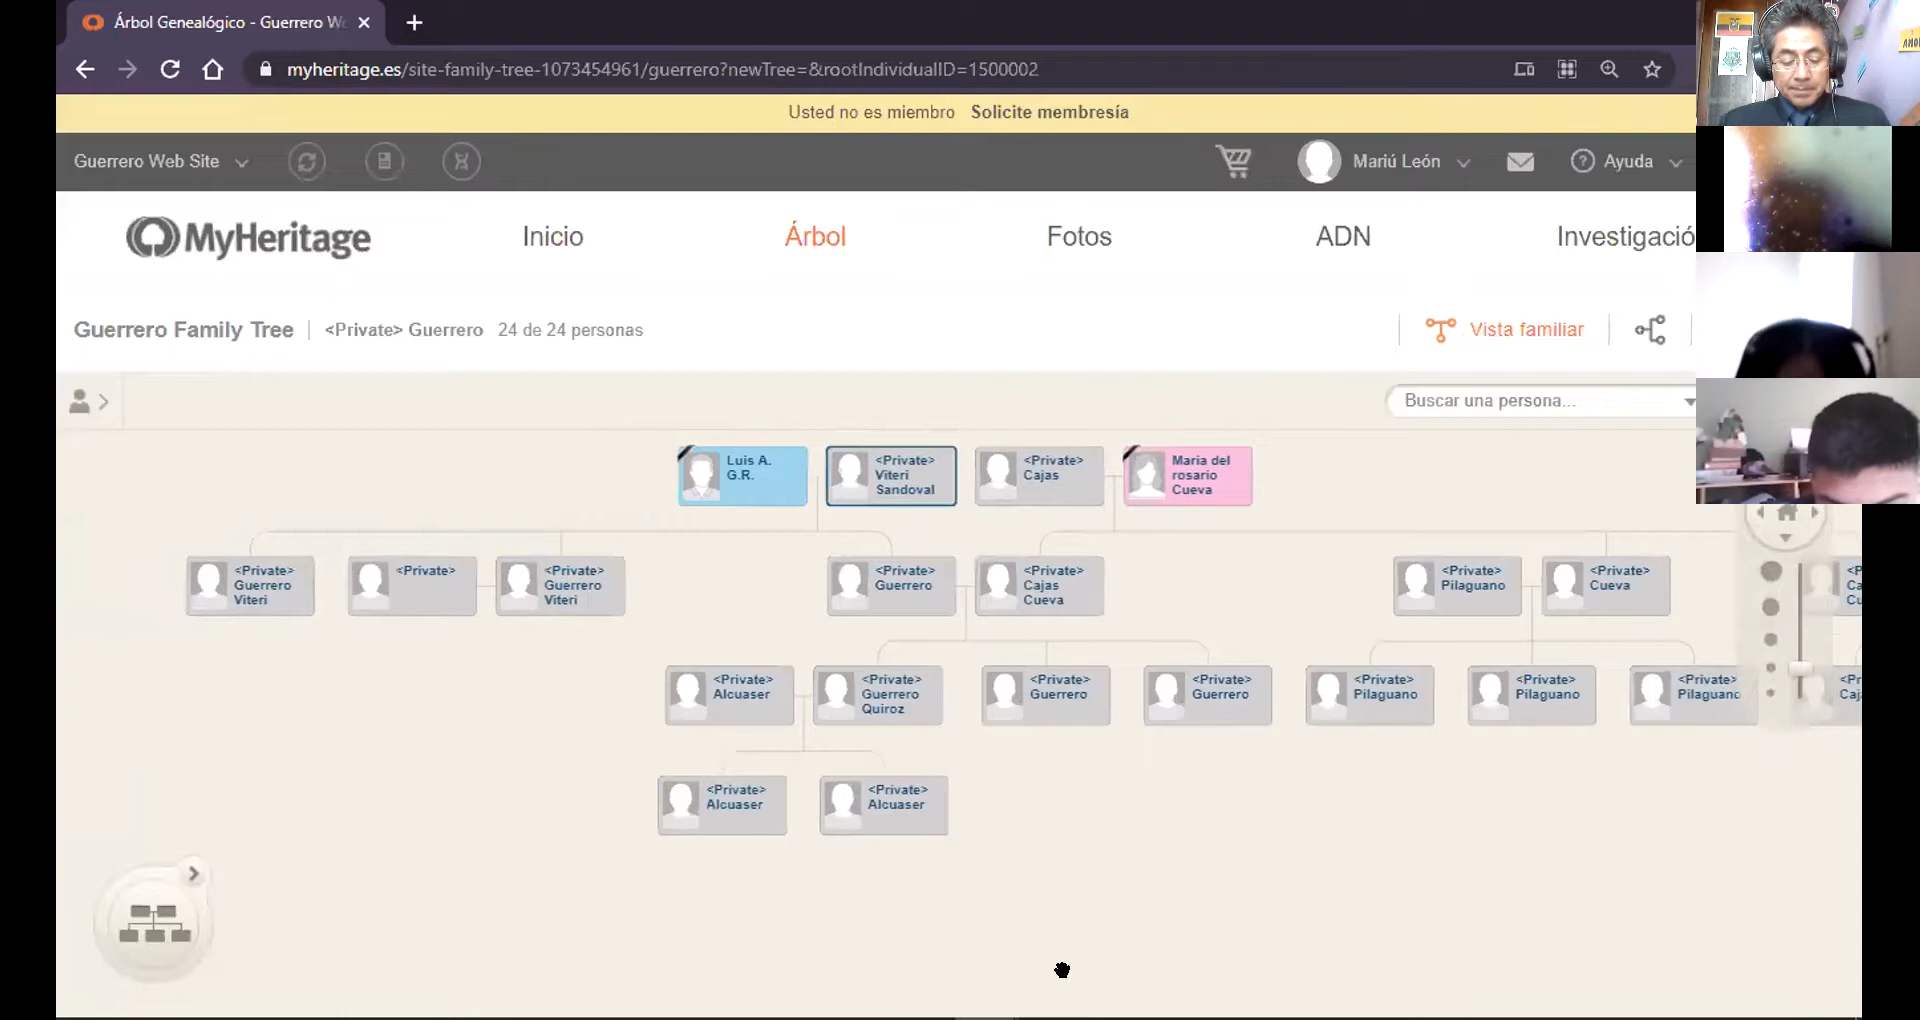 Árbol Genealógico - Guerrero W
myheritage.es/site-family-tree-1073454961/guerrero?newTree=&rootIndividualID=1500002
Usted no es miembro Solicite membresía
Guerrero Web Site
Mariú León
Ayuda
MyHeritage
Inicio
Árbol
Fotos
ADN
Investigació
Guerrero Family Tree
<Private> Guerrero
24 de 24 personas
Vista familiar
Buscar una persona...
Luis A.
G.R.
<Private>
Viteri
Sandoval
<Private>
Cajas
Maria del
rosario
Cueva
<Private>
Guerrero
Viteri
<Private>
<Private>
Guerrero
Viteri
<Private>
Guerrero
<Private>
Cajas
Cueva
<Private>
Pilaguano
<Private>
Cueva
<P
Ca
Cu
<Private>
Alcuaser
<Private>
Guerrero
Quiroz
<Private>
Guerrero
<Private>
Guerrero
<Private>
Pilaguano
<Private>
Pilaguano
<Private>
Pilaguano
<Pr
Caj
<Private>
Alcuaser
<Private>
Alcuaser